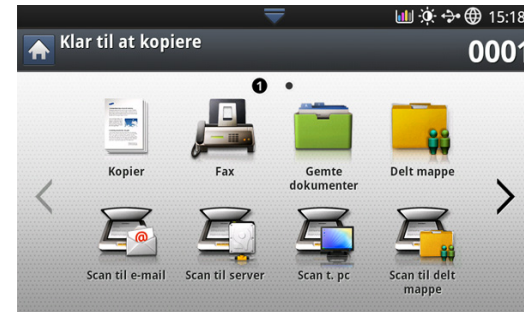 15:18
Klar til at kopiere
0001
1
Kopier
Fax
Gemte
dokumenter
Delt mappe
@
Scan til e-mail
Scan til server
Scan t. pc
Scan til delt
mappe